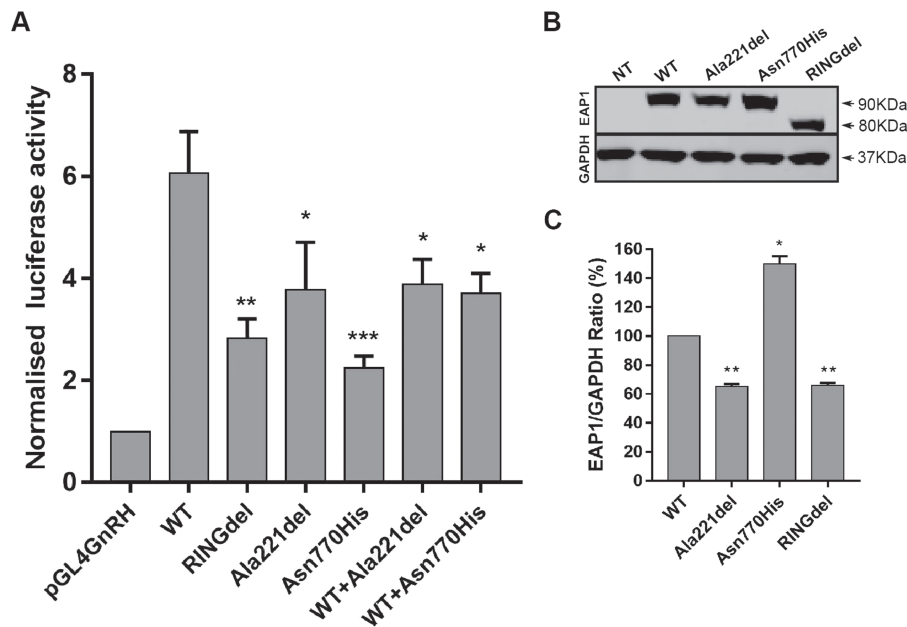 A
Normalised luciferase activity
8
6
4
2
0
**
*
***
*
*
pGL4GnRH
WT
RINGdel
Ala221del
Asn770His
WT+Ala221del
WT+Asn770His
B
NT
WT
Ala221del
Asn770His
RINGdel
EAP1
GAPDH
90KDa
80KDa
37KDa
C
EAP1/GAPDH Ratio (%)
160
140
120
100
80
60
40
20
0
**
*
**
WT
Ala221del
Asn770His
RINGdel